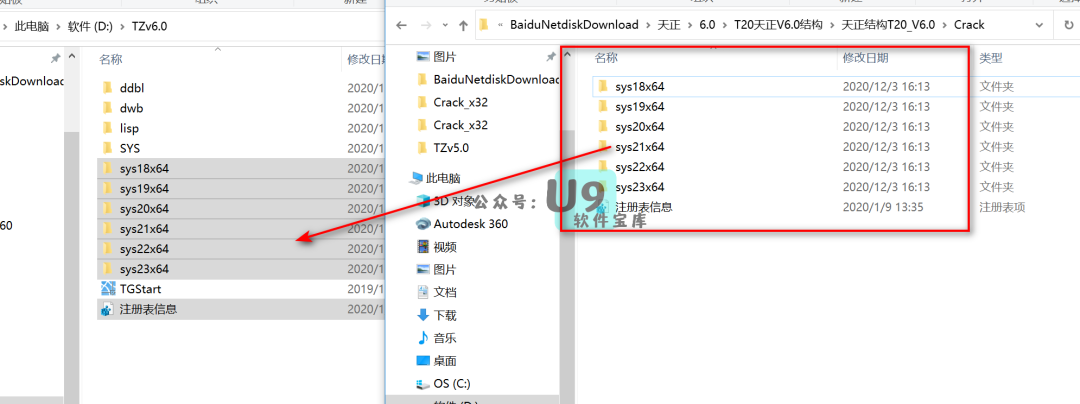 此电脑 > 软件 (D:) > TZv6.0
名称 修改日期
ddbl 2020/1
dwb 2020/1
lisp 2020/1
SYS 2020/1
sys18x64 2020/1
sys19x64 2020/1
sys20x64 2020/1
sys21x64 2020/1
sys22x64 2020/1
sys23x64 2020/1
TGStart 2019/1
注册表信息 2020/1
diskDownload
60
« BaiduNetdiskDownload > 天正 > 6.0 > T20天正V6.0结构 > 天正结构T20_V6.0 > Crack
图片
BaiduNetdiskDownload
Crack_x32
Crack_x32
TZv5.0
此电脑
3D 对象
Autodesk 360
视频
图片
文档
下载
音乐
桌面
OS (C:)
软件 (D:)
名称 修改日期 类型
sys18x64 2020/12/3 16:13 文件夹
sys19x64 2020/12/3 16:13 文件夹
sys20x64 2020/12/3 16:13 文件夹
sys21x64 2020/12/3 16:13 文件夹
sys22x64 2020/12/3 16:13 文件夹
sys23x64 2020/12/3 16:13 文件夹
注册表信息 2020/1/9 13:35 注册表项
公众号: U9
软件宝库